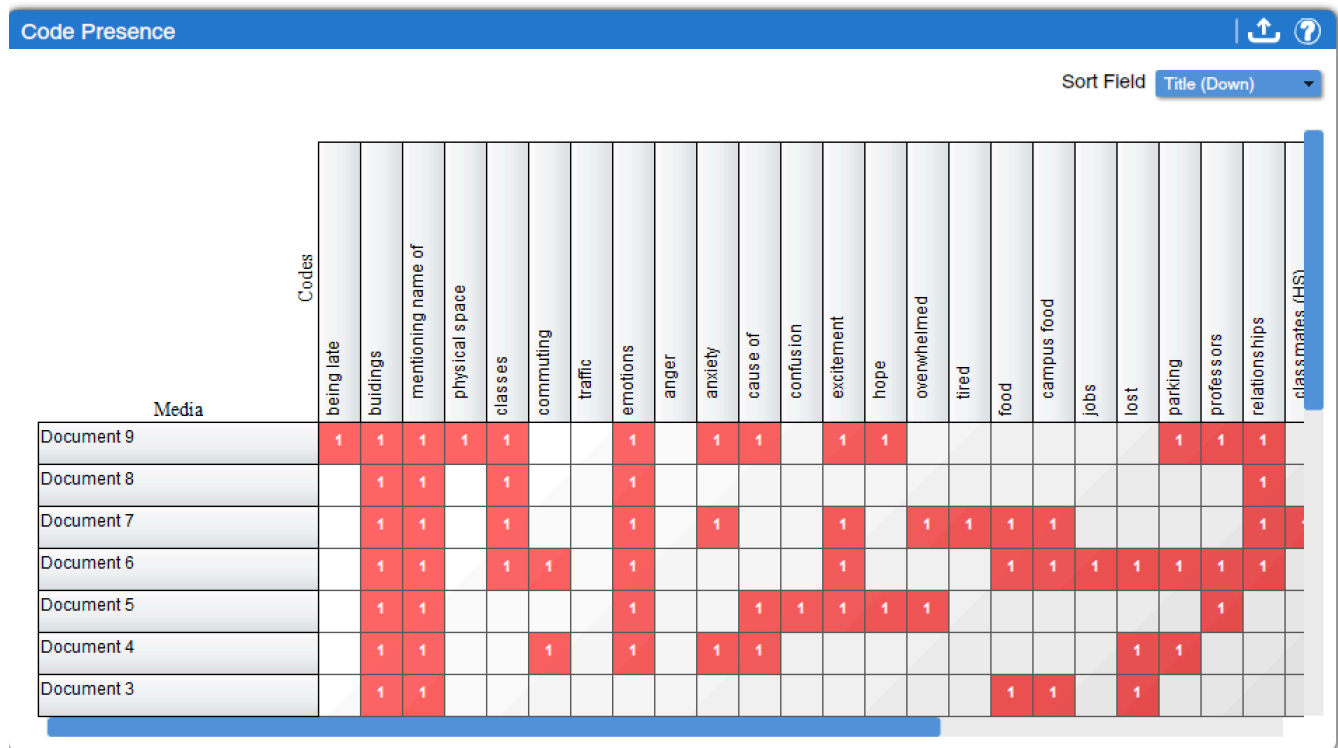 Code Presence
Sort Field Title (Down)
Codes
being late
buidings
mentioning name of
physical space
classes
commuting
traffic
emotions
anger
anxiety
cause of
confusion
excitement
hope
overwhelmed
tired
food
campus food
jobs
lost
parking
professors
relationships
classmates (HS)
Media
Document 9 1 1 1 1 1 1 1 1 1 1 1 1 1
Document 8 1 1 1 1 1
Document 7 1 1 1 1 1 1 1 1 1 1 1 1
Document 6 1 1 1 1 1 1 1 1 1 1 1 1 1
Document 5 1 1 1 1 1 1 1 1 1
Document 4 1 1 1 1 1 1 1 1
Document 3 1 1 1 1 1